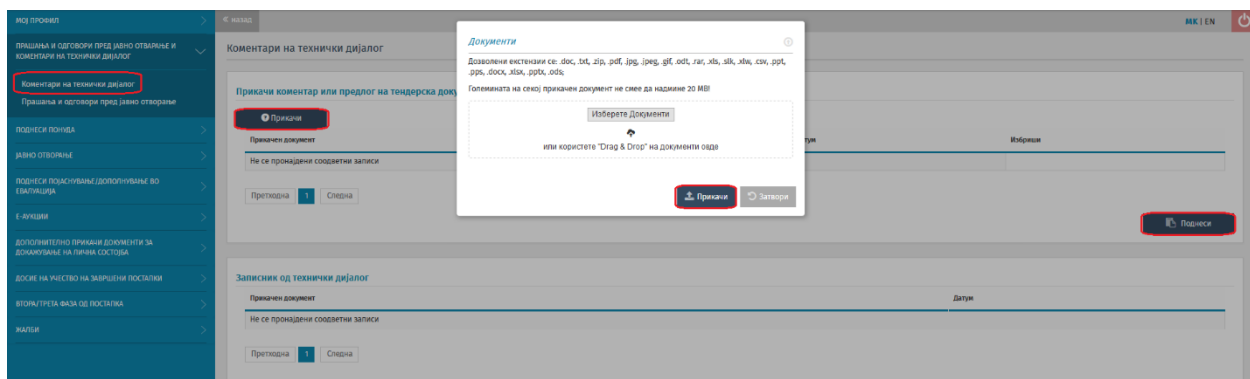 МОЈ ПРОФИЛ
ПРАШАЊА И ОДГОВОРИ ПРЕД ЈАВНО ОТВАРАЊЕ И
КОМЕНТАРИ НА ТЕХНИЧКИ ДИЈАЛОГ
Коментари на технички дијалог
Прашања и одговори пред јавно отворање
ПОДНЕСИ ПОНУДА
ЈАВНО ОТВОРАЊЕ
ПОДНЕСИ ПОЈАСНУВАЊЕ/ДОПОЛНУВАЊЕ ВО
ЕВАЛУАЦИЈА
Е-АУКЦИИ
ДОПОЛНИТЕЛНО ПРИКАЧИ ДОКУМЕНТИ ЗА
ДОКАЖУВАЊЕ НА ЛИЧНА СОСТОЈБА
ДОСИЕ НА УЧЕСТВО НА ЗАВРШЕНИ ПОСТАПКИ
ВТОРА/ТРЕТА ФАЗА ОД ПОСТАПКА
ЖАЛБИ
« назад
МК | EN
Коментари на технички дијалог
Прикачи коментар или предлог на тендерска доку
Прикачи
Прикачен документ
тум
Избриши
Не се пронајдени соодветни записи
Претходна 1 Следна
Поднеси
Документи
Дозволени екстензии се: .doc, .txt, .zip, .pdf, .jpg, .jpeg, .gif, .odt, .rar, .xls, .slk, .xlw, .csv, .ppt,
.pps, .docx, .xlsx, .pptx, .ods;
Големината на секој прикачен документ не смее да надмине 20 MB!
Изберете Документи
или користете "Drag & Drop" на документи овде
Прикачи
Затвори
Записник од технички дијалог
Прикачен документ
Датум
Не се пронајдени соодветни записи
Претходна 1 Следна